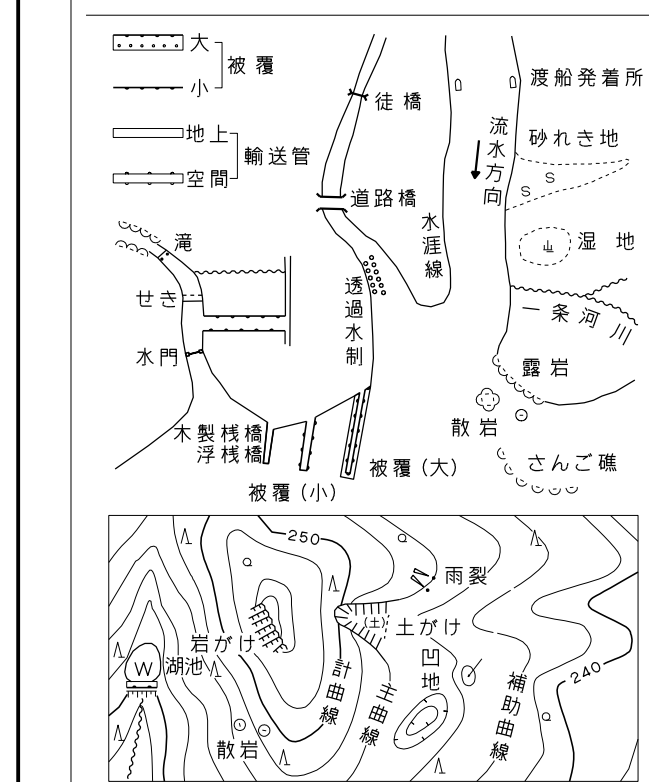 大
小
被覆
地上
空間
輸送管
徒橋
道路橋
渡船発着所
流水方向
砂れき地
S
S
水涯線
湿地
山
一条河川
滝
せき
水門
透過水制
露岩
散岩
さんご礁
木製桟橋
浮桟橋
被覆(小)
被覆(大)
250
雨裂
(土)
土がけ
岩がけ
W
湖池
計曲線
主曲線
凹地
補助曲線
240
散岩